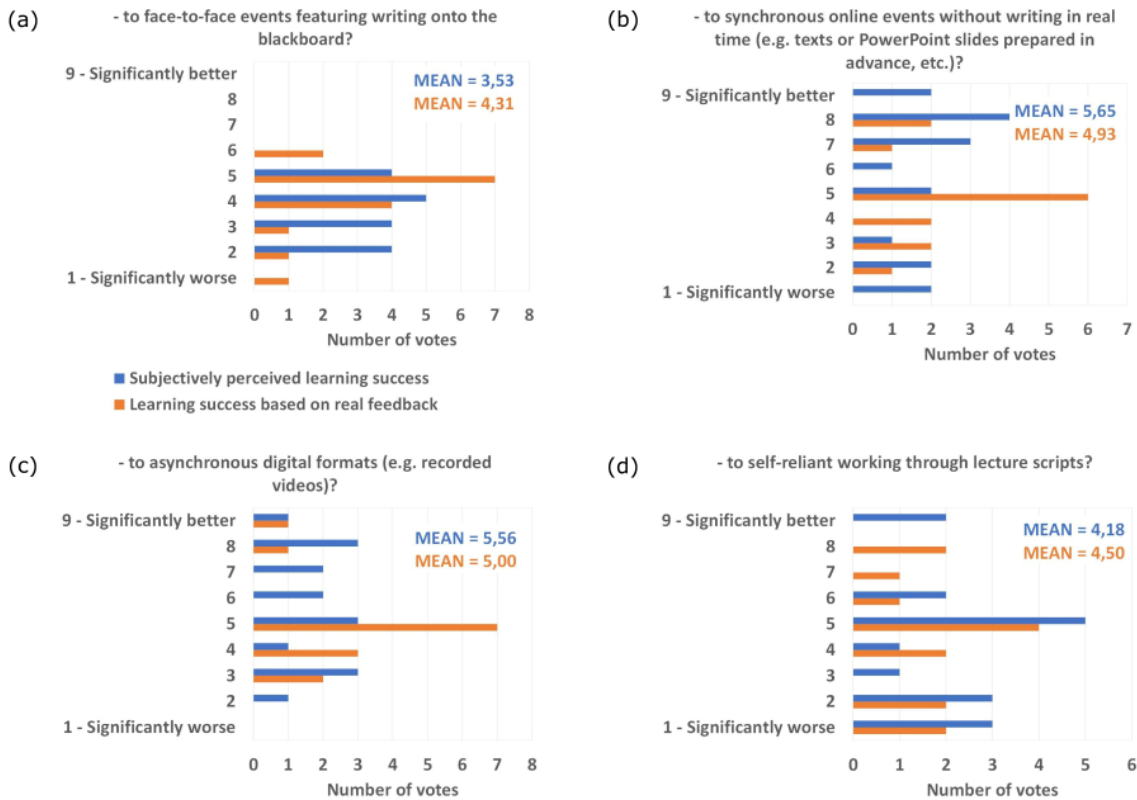 (a)
- to face-to-face events featuring writing onto the
blackboard?
MEAN = 3,53
MEAN = 4,31
9 - Significantly better
8
7
6
5
4
3
2
1 - Significantly worse
0 1 2 3 4 5 6 7 8
Number of votes
(b)
- to synchronous online events without writing in real
time (e.g. texts or PowerPoint slides prepared in
advance, etc.)?
MEAN = 5,65
MEAN = 4,93
9 - Significantly better
8
7
6
5
4
3
2
1 - Significantly worse
0 1 2 3 4 5 6 7
Number of votes
Subjectively perceived learning success
Learning success based on real feedback
(c)
- to asynchronous digital formats (e.g. recorded
videos)?
MEAN = 5,56
MEAN = 5,00
9 - Significantly better
8
7
6
5
4
3
2
1 - Significantly worse
0 1 2 3 4 5 6 7 8
Number of votes
(d)
- to self-reliant working through lecture scripts?
MEAN = 4,18
MEAN = 4,50
9 - Significantly better
8
7
6
5
4
3
2
1 - Significantly worse
0 1 2 3 4 5 6
Number of votes